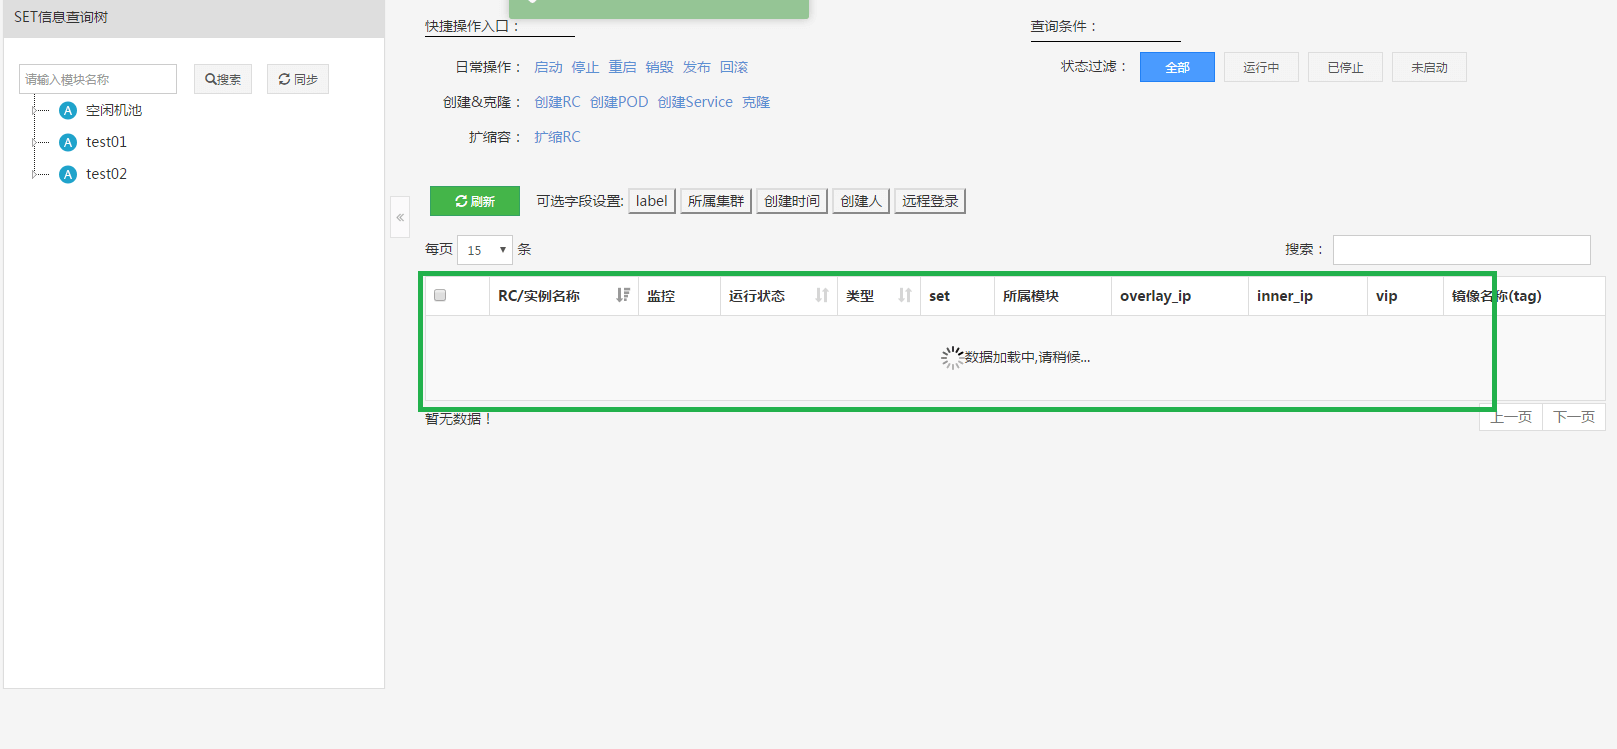 SET信息查询树
请输入模块名称
搜索
同步
A 空闲机池
A test01
A test02
«
快捷操作入口：
日常操作： 启动 停止 重启 销毁 发布 回滚
创建&克隆： 创建RC 创建POD 创建Service 克隆
扩缩容： 扩缩RC
查询条件：
状态过滤： 全部 运行中 已停止 未启动
刷新 可选字段设置: label 所属集群 创建时间 创建人 远程登录
每页 15 条 搜索：
RC/实例名称 监控 运行状态 类型 set 所属模块 overlay_ip inner_ip vip 镜像名称(tag)
数据加载中,请稍候...
暂无数据！ 上一页 下一页